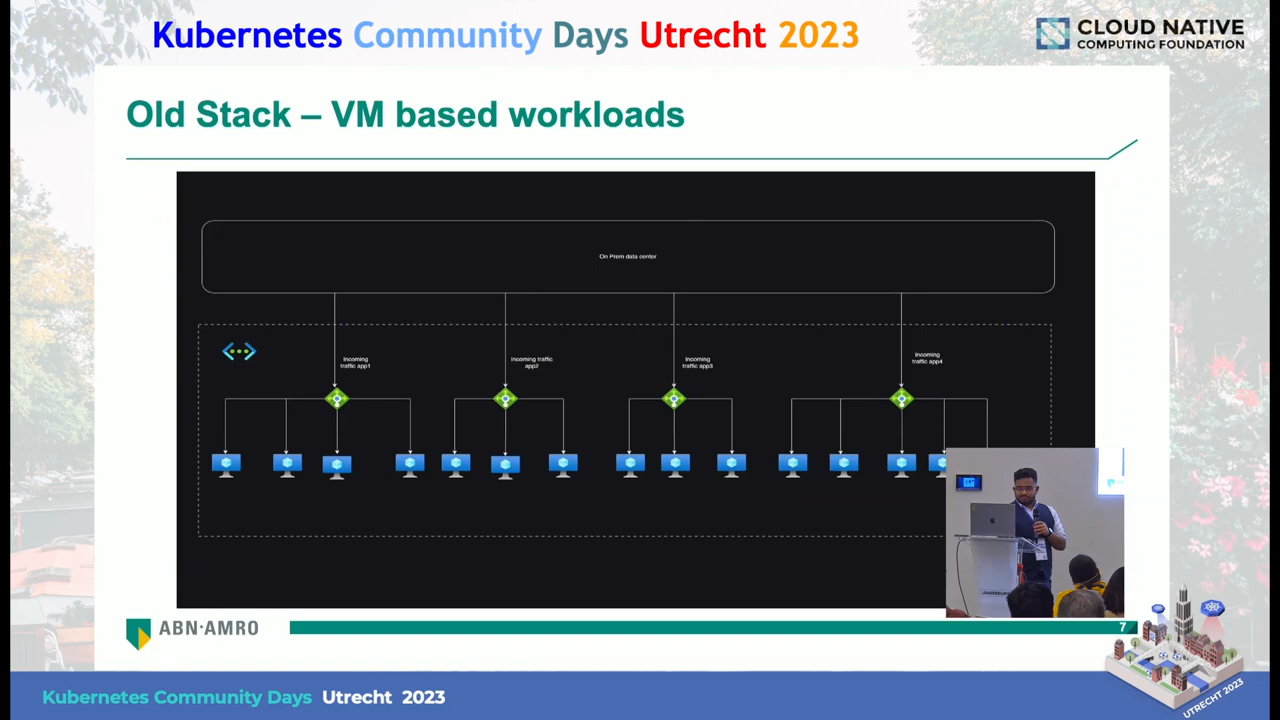 Kubernetes Community Days Utrecht 2023
CLOUD NATIVE
COMPUTING FOUNDATION
Old Stack – VM based workloads
On Prem data center
Incoming
traffic app1
Incoming traffic
app2
Incoming
traffic app3
Incoming
traffic app4
JAARBEURS
ABN·AMRO
7
Kubernetes Community Days Utrecht 2023
UTRECHT 2023